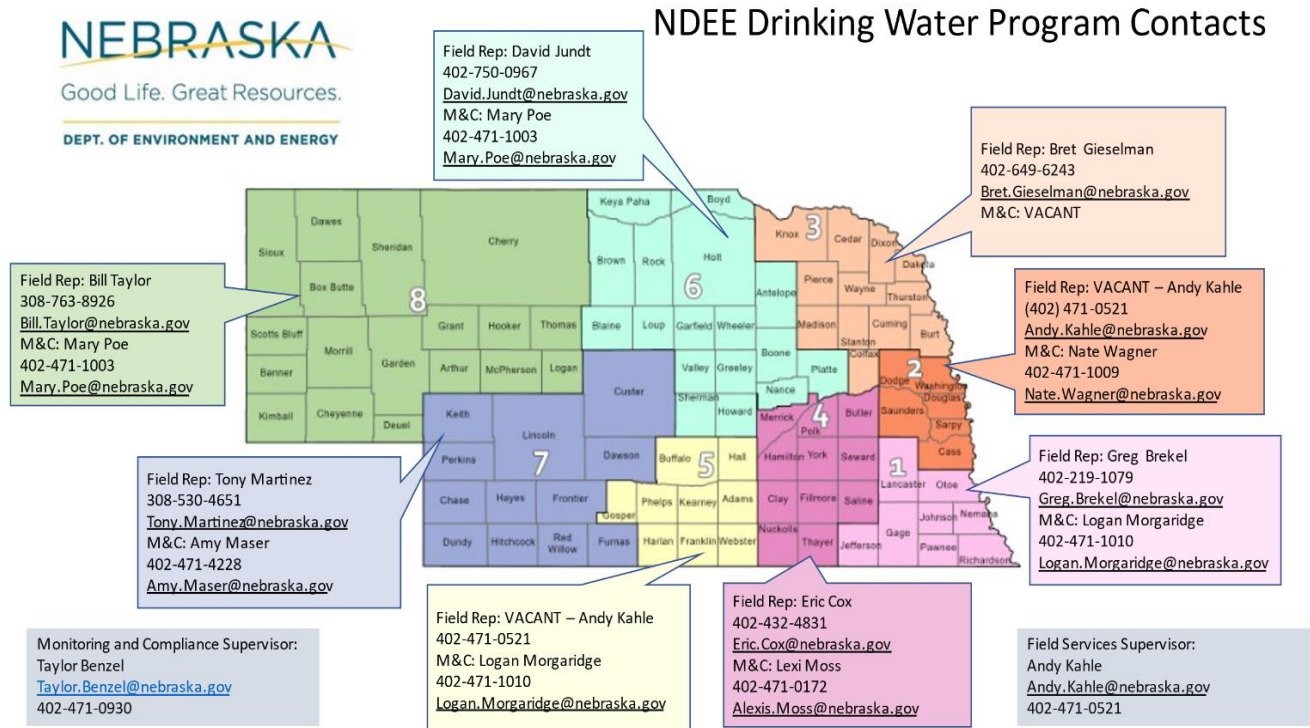 NDEE Drinking Water Program Contacts
NEBRASKA
Good Life. Great Resources.
DEPT. OF ENVIRONMENT AND ENERGY
Field Rep: David Jundt
402-750-0967
David.Jundt@nebraska.gov
M&C: Mary Poe
402-471-1003
Mary.Poe@nebraska.gov
Field Rep: Bret Gieselman
402-649-6243
Bret.Gieselman@nebraska.gov
M&C: VACANT
Field Rep: Bill Taylor
308-763-8926
Bill.Taylor@nebraska.gov
M&C: Mary Poe
402-471-1003
Mary.Poe@nebraska.gov
Field Rep: VACANT – Andy Kahle
(402) 471-0521
Andy.Kahle@nebraska.gov
M&C: Nate Wagner
402-471-1009
Nate.Wagner@nebraska.gov
Sioux
Dawes
Sheridan
Cherry
Box Butte
8
Scotts Bluff
Morrill
Garden
Grant
Hooker
Thomas
Banner
Arthur
McPherson
Logan
Kimball
Cheyenne
Deuel
Keya Paha
Boyd
Brown
Rock
Holt
6
Antelope
Blaine
Loup
Garfield
Wheeler
Boone
Valley
Greeley
Platte
Nance
Sherman
Howard
Knox
3
Cedar
Dixon
Dakota
Pierce
Wayne
Thurston
Madison
Stanton
Cuming
Burt
Colfax
2
Dodge
Washington
Douglas
Saunders
Sarpy
Cass
Merrick
4
Butler
Polk
Hamilton
York
Seward
Clay
Fillmore
Saline
Nuckolls
Thayer
1
Lancaster
Otoe
Johnson
Nemaha
Gage
Jefferson
Pawnee
Richardson
Keith
Custer
Lincoln
Perkins
7
Dawson
Chase
Hayes
Frontier
Dundy
Hitchcock
Red
Willow
Furnas
Buffalo
5
Hall
Gosper
Phelps
Kearney
Adams
Harlan
Franklin
Webster
Field Rep: Tony Martinez
308-530-4651
Tony.Martinez@nebraska.gov
M&C: Amy Maser
402-471-4228
Amy.Maser@nebraska.gov
Field Rep: Greg Brekel
402-219-1079
Greg.Brekel@nebraska.gov
M&C: Logan Morgaridge
402-471-1010
Logan.Morgaridge@nebraska.gov
Field Rep: VACANT – Andy Kahle
402-471-0521
M&C: Logan Morgaridge
402-471-1010
Logan.Morgaridge@nebraska.gov
Field Rep: Eric Cox
402-432-4831
Eric.Cox@nebraska.gov
M&C: Lexi Moss
402-471-0172
Alexis.Moss@nebraska.gov
Monitoring and Compliance Supervisor:
Taylor Benzel
Taylor.Benzel@nebraska.gov
402-471-0930
Field Services Supervisor:
Andy Kahle
Andy.Kahle@nebraska.gov
402-471-0521